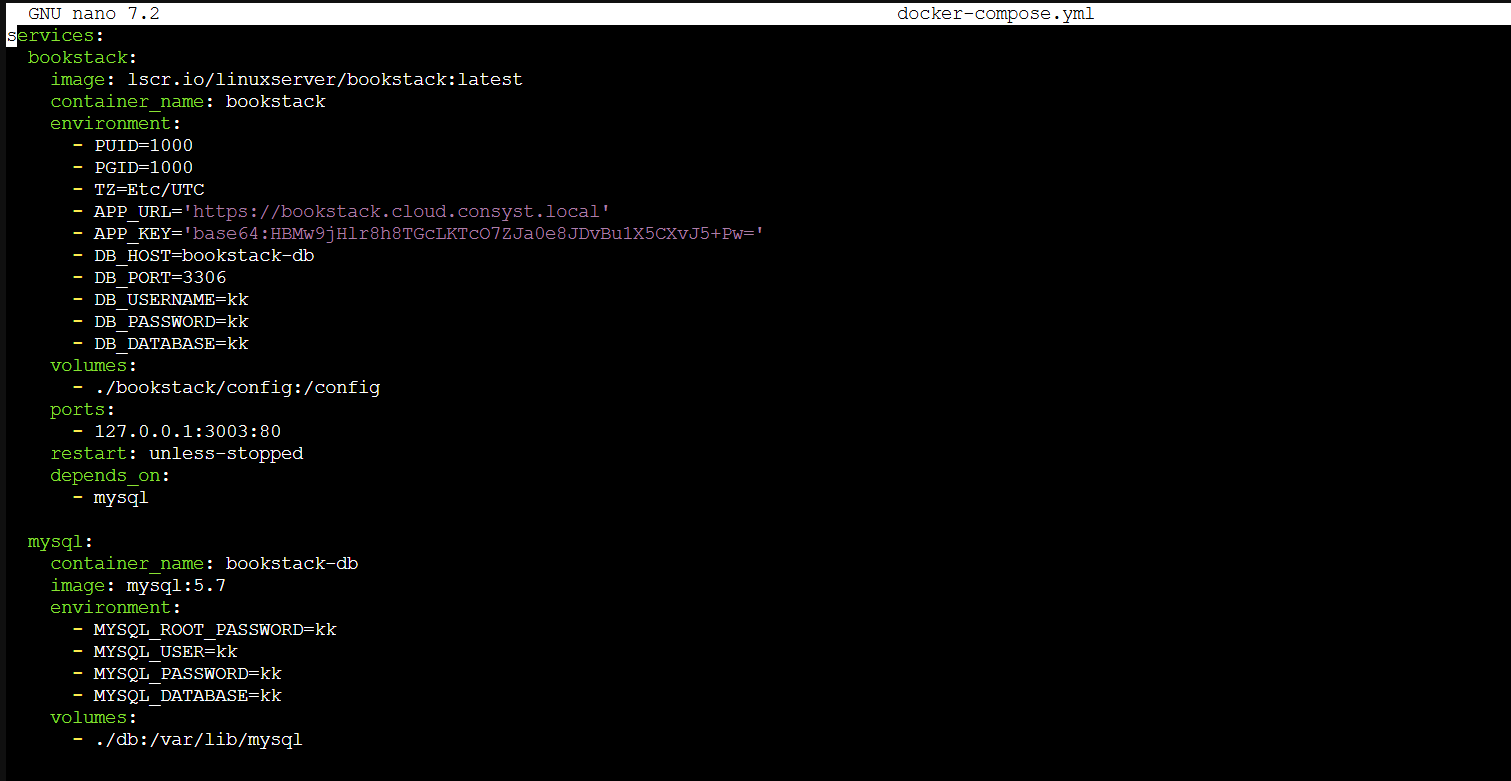 GNU nano 7.2 docker-compose.yml
services:
  bookstack:
    image: lscr.io/linuxserver/bookstack:latest
    container_name: bookstack
    environment:
      - PUID=1000
      - PGID=1000
      - TZ=Etc/UTC
      - APP_URL='https://bookstack.cloud.consyst.local'
      - APP_KEY='base64:HBMw9jHlr8h8TGcLKTcO7ZJa0e8JDvBu1X5CXvJ5+Pw='
      - DB_HOST=bookstack-db
      - DB_PORT=3306
      - DB_USERNAME=kk
      - DB_PASSWORD=kk
      - DB_DATABASE=kk
    volumes:
      - ./bookstack/config:/config
    ports:
      - 127.0.0.1:3003:80
    restart: unless-stopped
    depends_on:
      - mysql
  mysql:
    container_name: bookstack-db
    image: mysql:5.7
    environment:
      - MYSQL_ROOT_PASSWORD=kk
      - MYSQL_USER=kk
      - MYSQL_PASSWORD=kk
      - MYSQL_DATABASE=kk
    volumes:
      - ./db:/var/lib/mysql